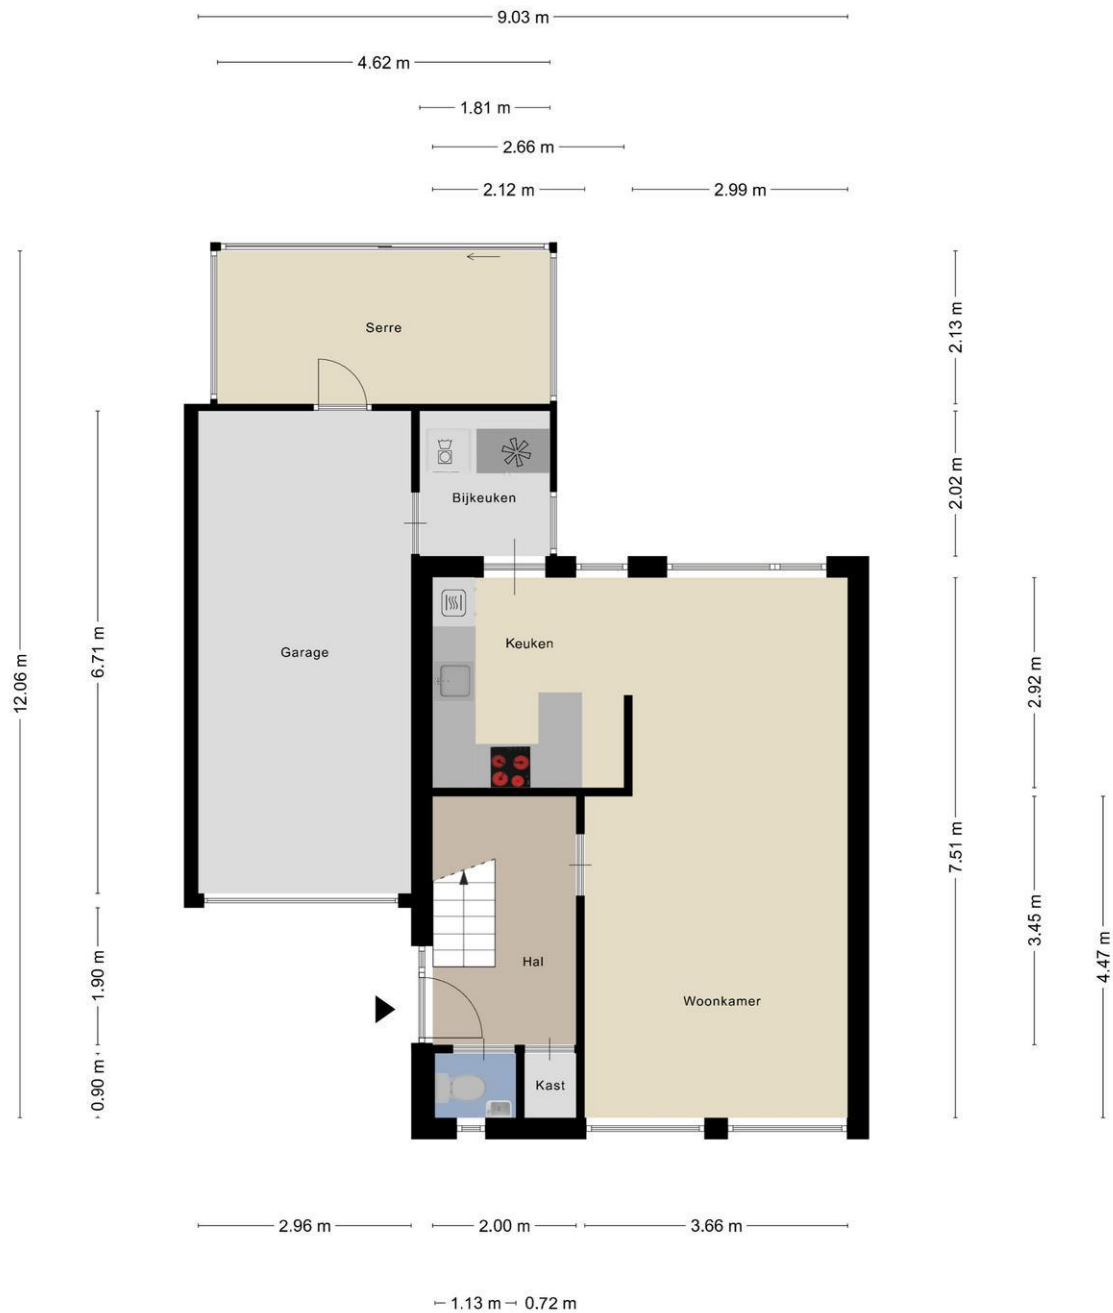 9.03 m
4.62 m
1.81 m
2.66 m
2.12 m
2.99 m
Serre
2.13 m
Bijkeuken
2.02 m
12.06 m
6.71 m
Garage
Keuken
2.92 m
7.51 m
3.45 m
4.47 m
1.90 m
Hal
Woonkamer
0.90 m
Kast
2.96 m
2.00 m
3.66 m
1.13 m
0.72 m